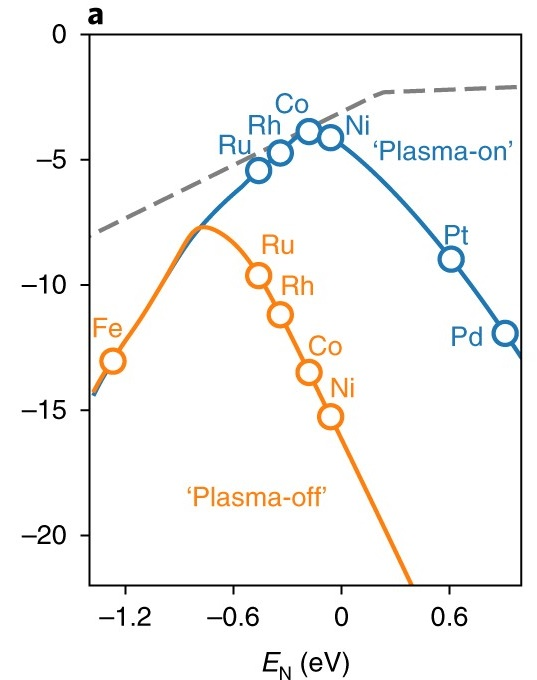 a
0
Co
Rh
Ni
Ru
‘Plasma-on’
−5
Pt
Ru
−10
Rh
Fe
Pd
Co
Ni
−15
‘Plasma-off’
−20
−1.2 −0.6 0 0.6
EN (eV)